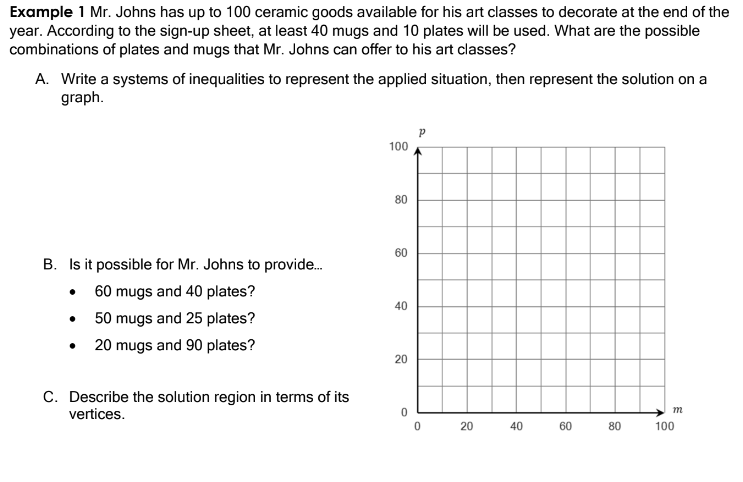 Example 1 Mr. Johns has up to 100 ceramic goods available for his art classes to decorate at the end of the
year. According to the sign-up sheet, at least 40 mugs and 10 plates will be used. What are the possible
combinations of plates and mugs that Mr. Johns can offer to his art classes?
A. Write a systems of inequalities to represent the applied situation, then represent the solution on a
graph.
B. Is it possible for Mr. Johns to provide...
• 60 mugs and 40 plates?
• 50 mugs and 25 plates?
• 20 mugs and 90 plates?
C. Describe the solution region in terms of its
vertices.
p
100
80
60
40
20
0
0 20 40 60 80 100
m